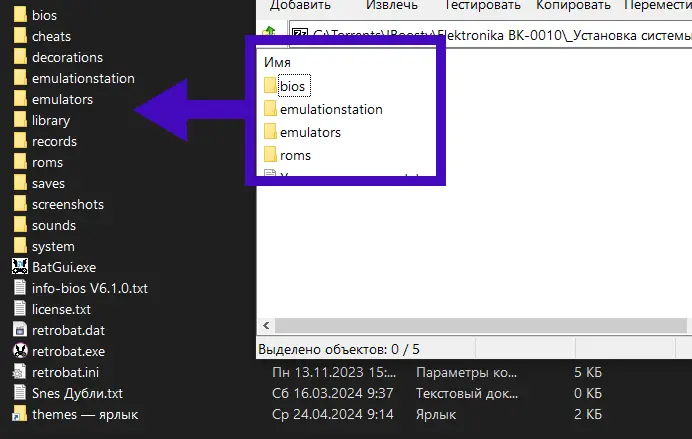 bios
cheats
decorations
emulationstation
emulators
library
records
roms
saves
screenshots
sounds
system
BatGui.exe
info-bios V6.1.0.txt
license.txt
retrobat.dat
retrobat.exe
retrobat.ini Пн 13.11.2023 15:... Параметры ко... 5 КБ
Snes Дубли.txt Сб 16.03.2024 9:37 Текстовый док... 0 КБ
themes — ярлык Ср 24.04.2024 9:14 Ярлык 2 КБ
Добавить Извлечь Тестировать Копировать Перемести
Elektronika BK-0010\_Установка системы
Имя
bios
emulationstation
emulators
roms
Выделено объектов: 0 / 5